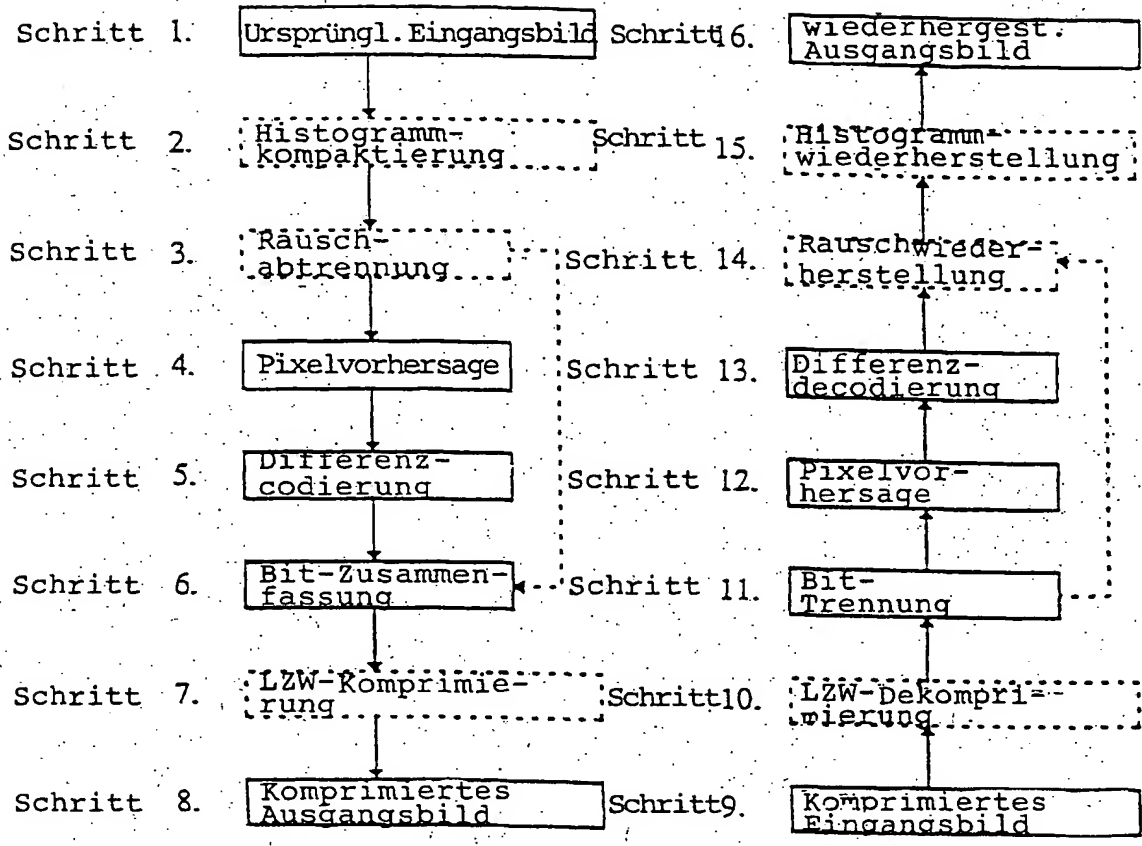 Schritt 1. Ursprüngl.Eingangsbild
Schritt 2. Histogramm-
kompaktierung
Schritt 3. Rausch-
abtrennung
Schritt 4. Pixelvorhersage
Schritt 5. Differenz-
codierung
Schritt 6. Bit-Zusammen-
fassung
Schritt 7. LZW-Komprimie-
rung
Schritt 8. Komprimiertes
Ausgangsbild
Schritt 16. wiederhergest.
Ausgangsbild
Schritt 15. Histogramm-
wiederherstellung
Schritt 14. Rauschwieder-
herstellung
Schritt 13. Differenz-
decodierung
Schritt 12. Pixelvor-
hersage
Schritt 11. Bit-
Trennung
Schritt 10. LZW-Dekompri-
mierung
Schritt 9. Komprimiertes
Eingangsbild